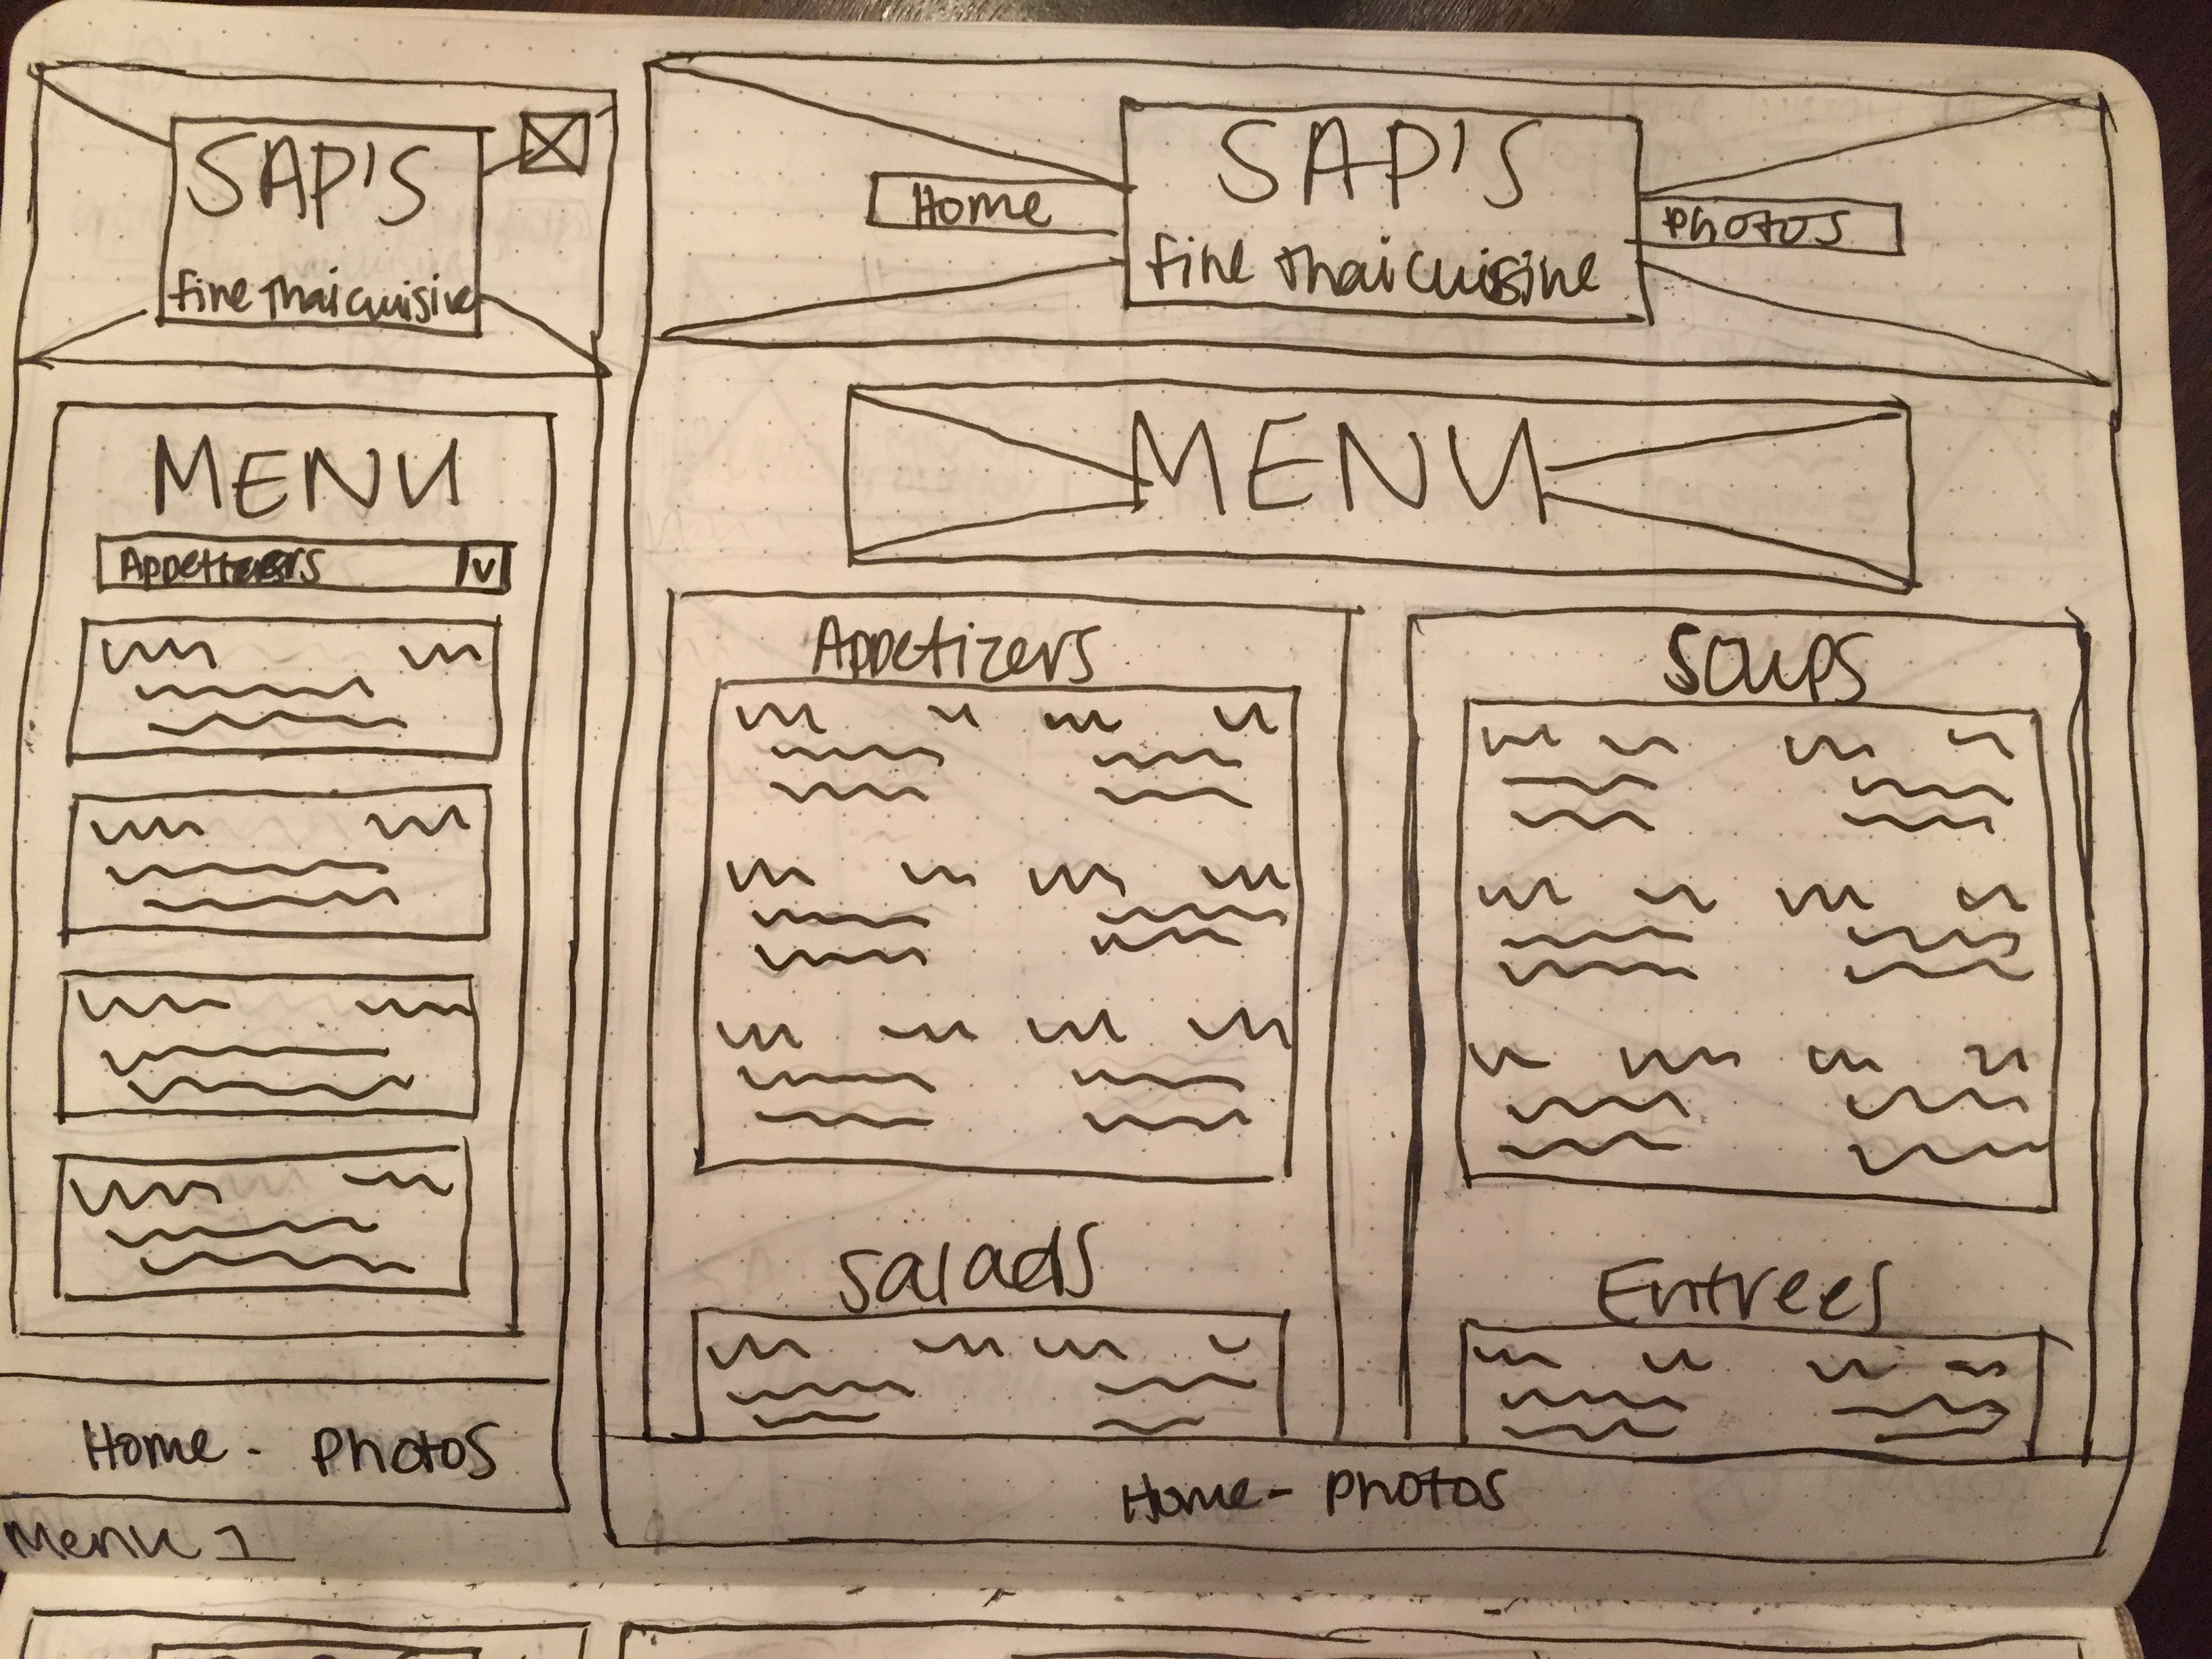 SAP'S
fine Thai cuisine
MENU
Appetizers
Home - Photos
Menu 1
Home
SAP'S
fine Thai cuisine
Photos
MENU
Appetizers
Soups
Salads
Entrees
Home - Photos